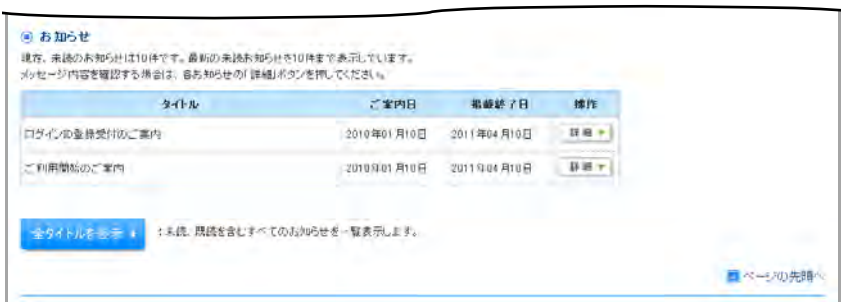 お知らせ
現在、未読のお知らせは10件です。最新の未読お知らせを10件まで表示しています。
メッセージ内容を確認する場合は、各お知らせの「詳細」ボタンを押してください。
タイトル ご案内日 掲載終了日 操作
ログインID登録受付のご案内 2010年01月10日 2011年04月10日 詳細
ご利用開始のご案内 2010年01月10日 2011年04月10日 詳細
全タイトルを表示 ：未読、既読を含むすべてのお知らせを一覧表示します。
ページの先頭へ